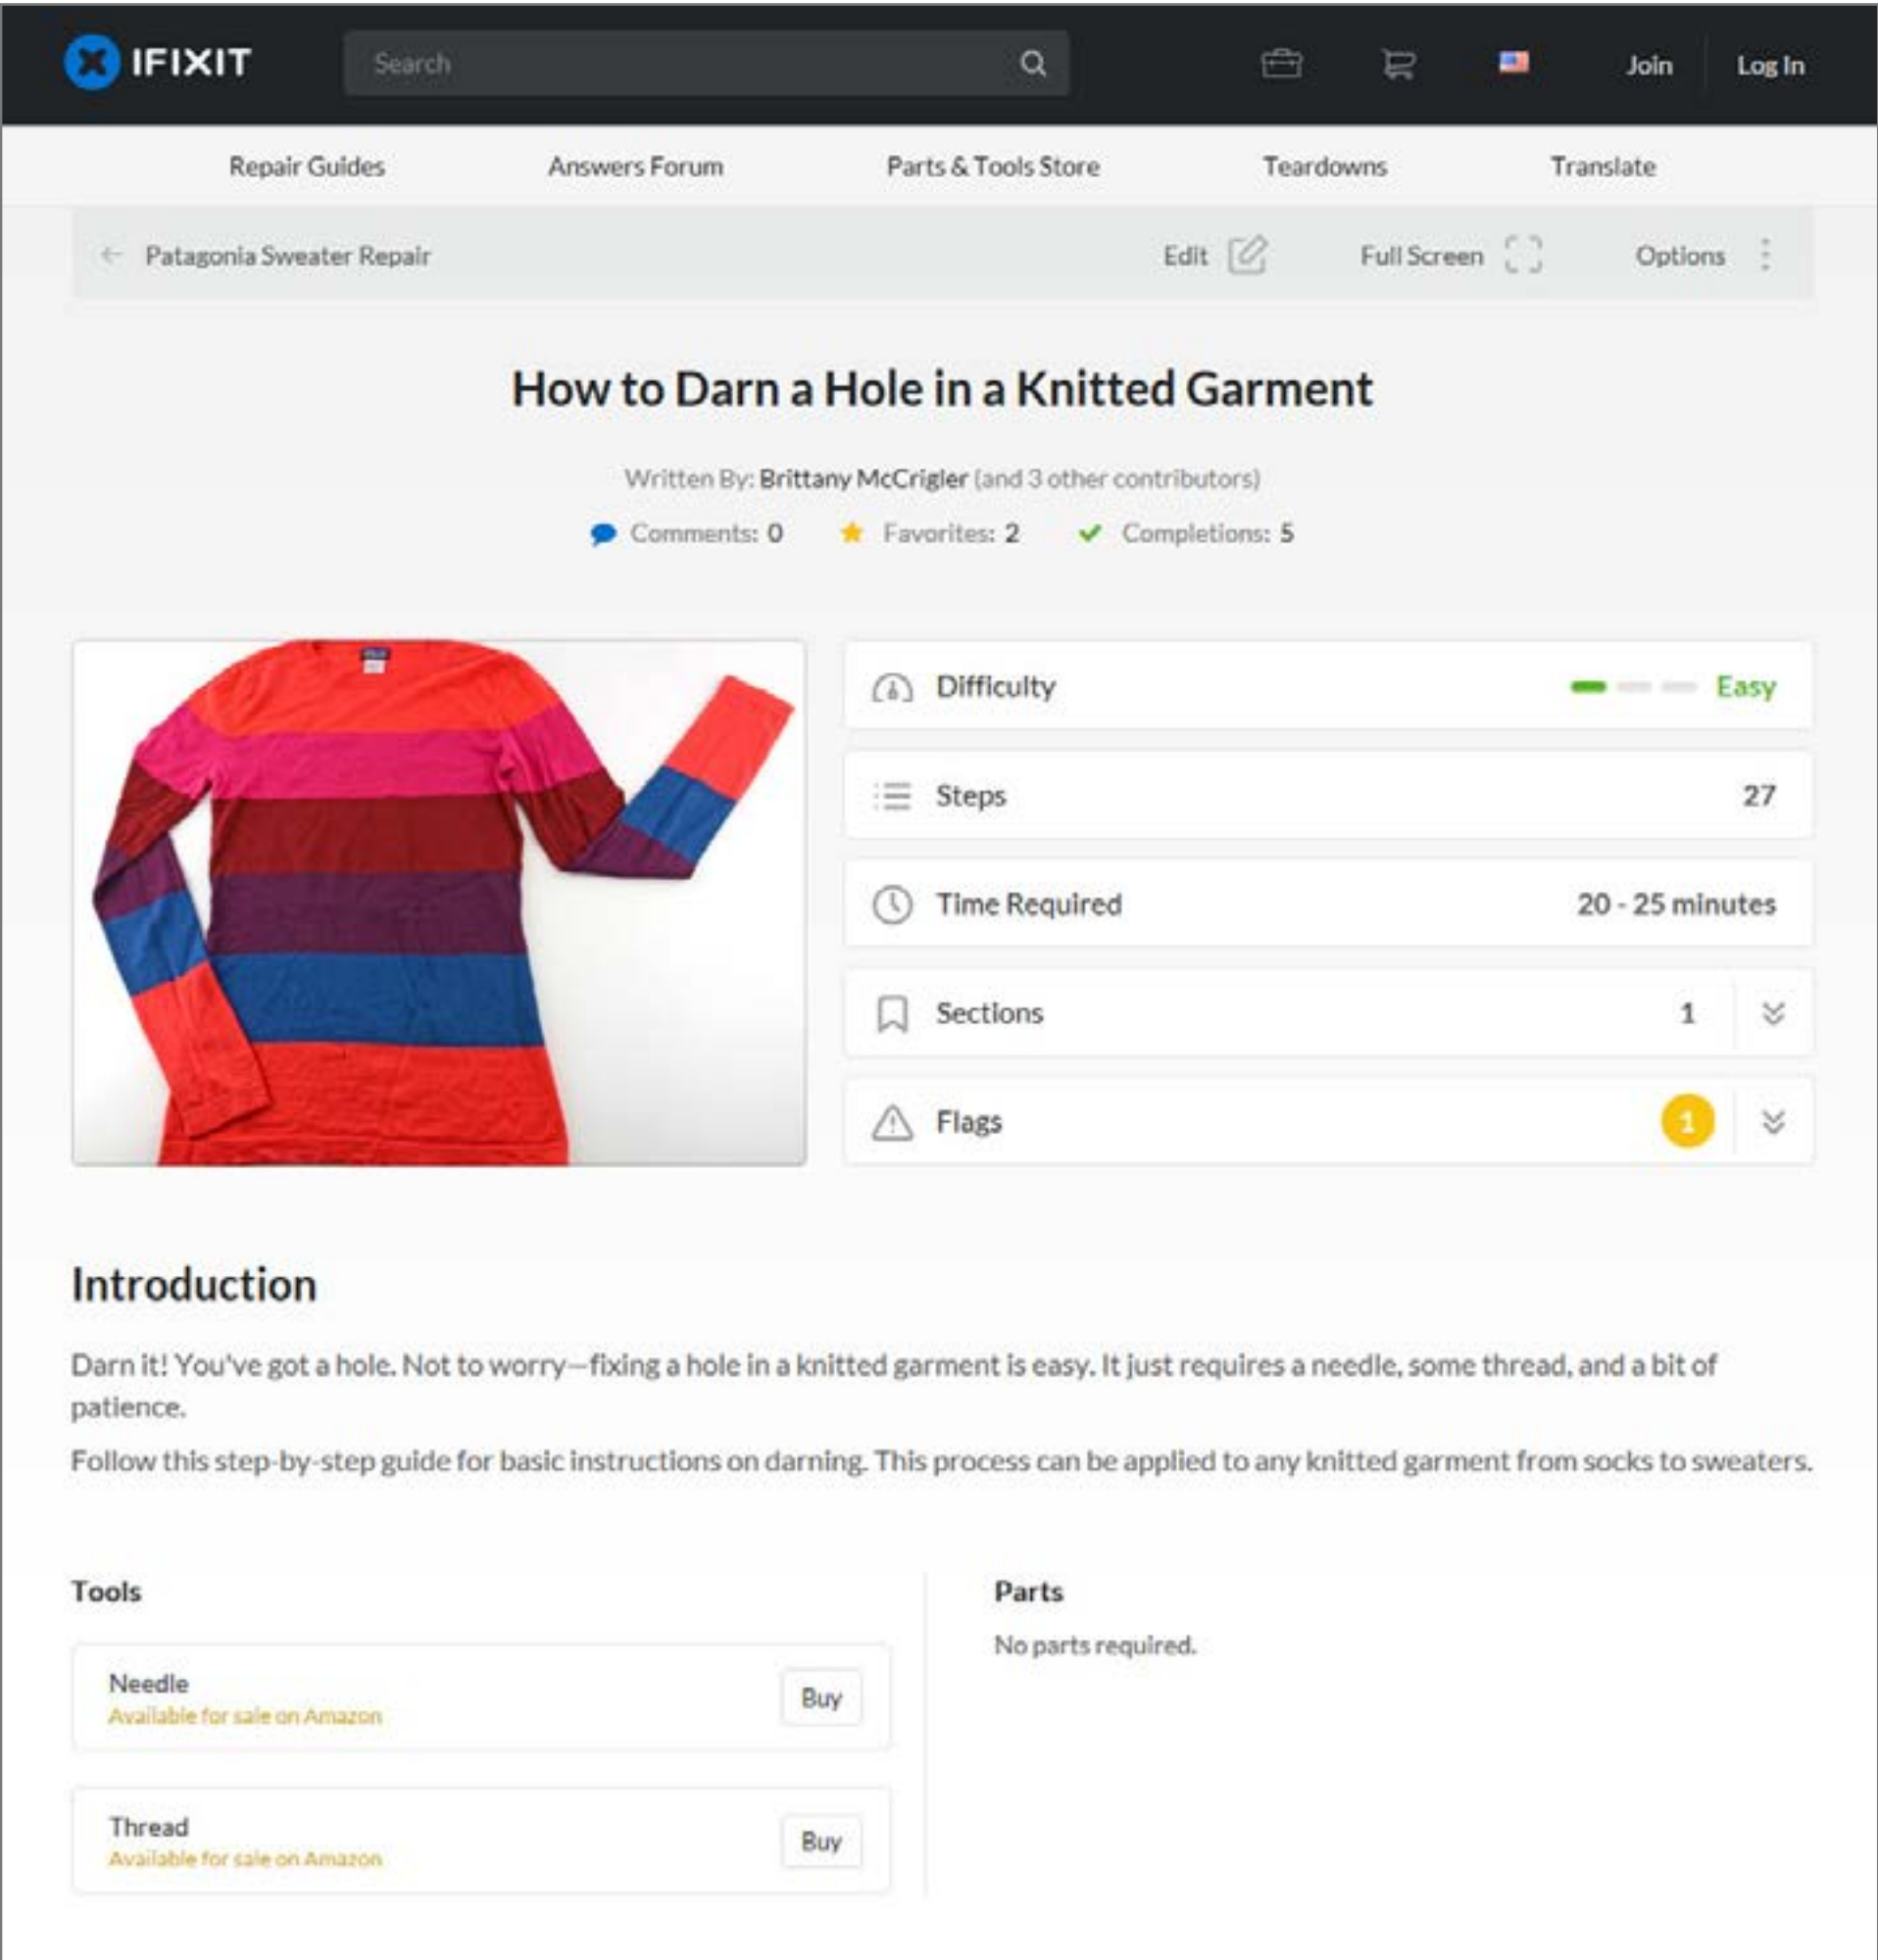 IFIXIT
Search
Join
Log In
Repair Guides
Answers Forum
Parts & Tools Store
Teardowns
Translate
Patagonia Sweater Repair
Edit
Full Screen
Options
How to Darn a Hole in a Knitted Garment
Written By: Brittany McCrigler (and 3 other contributors)
Comments: 0 Favorites: 2 Completions: 5
Difficulty Easy
Steps 27
Time Required 20 - 25 minutes
Sections 1
Flags 1
Introduction
Darn it! You've got a hole. Not to worry—fixing a hole in a knitted garment is easy. It just requires a needle, some thread, and a bit of
patience.
Follow this step-by-step guide for basic instructions on darning. This process can be applied to any knitted garment from socks to sweaters.
Tools
Needle
Available for sale on Amazon
Buy
Thread
Available for sale on Amazon
Buy
Parts
No parts required.